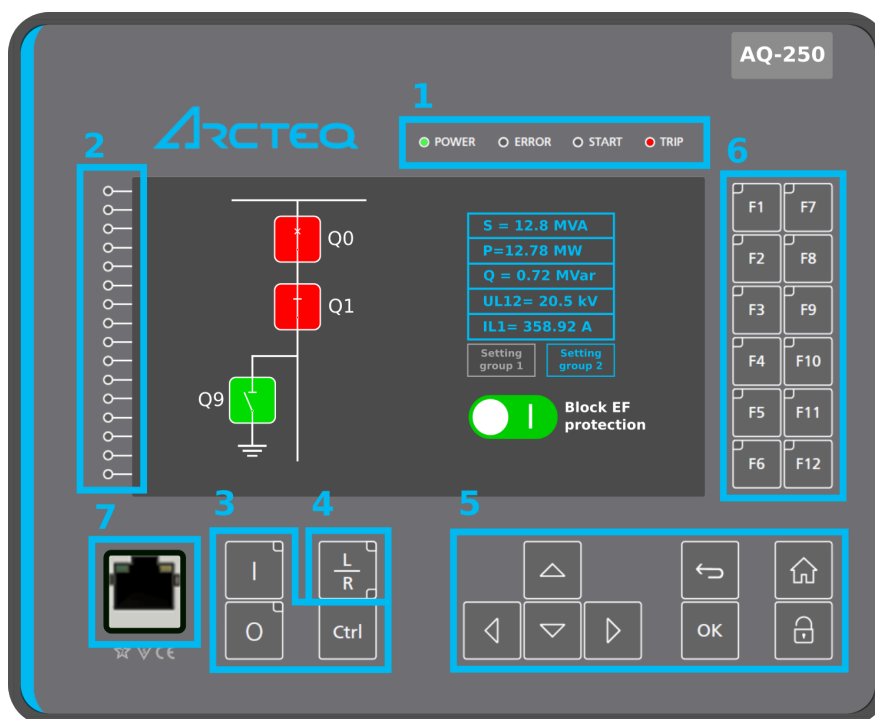 AQ-250
ARCTEQ
1
POWER ERROR START TRIP
2
6
Q0
Q1
Q9
S = 12.8 MVA
P=12.78 MW
Q = 0.72 MVar
UL12= 20.5 kV
IL1= 358.92 A
Setting
group 1
Setting
group 2
I
Block EF
protection
F1 F7
F2 F8
F3 F9
F4 F10
F5 F11
F6 F12
7
3
4
5
I
L
R
O
Ctrl
OK
CE